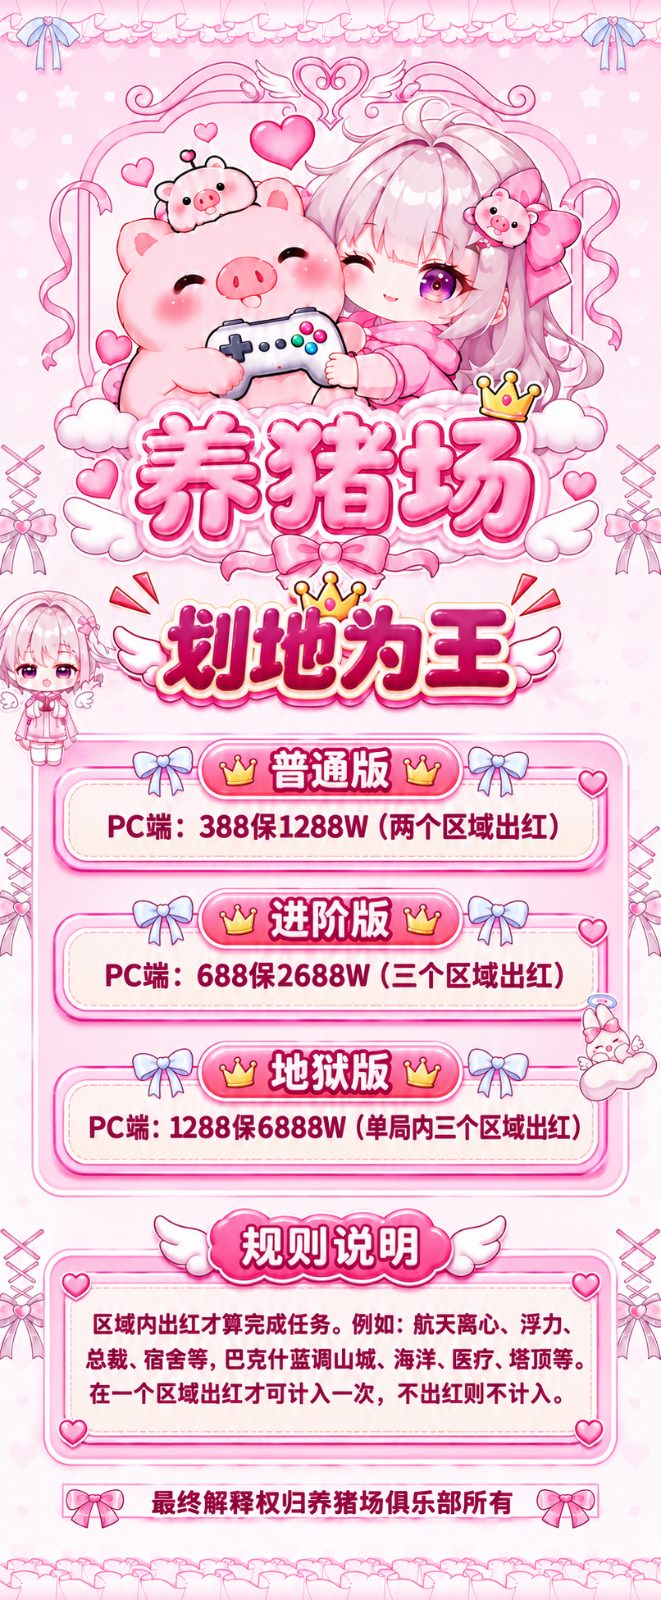 养猪场
划地为王
普通版
PC端：388保1288W（两个区域出红）
进阶版
PC端：688保2688W（三个区域出红）
地狱版
PC端：1288保6888W（单局内三个区域出红）
规则说明
区域内出红才算完成任务。例如：航天离心、浮力、
总裁、宿舍等，巴克什蓝调山城、海洋、医疗、塔顶等。
在一个区域出红才可计入一次，不出红则不计入。
最终解释权归养猪场俱乐部所有